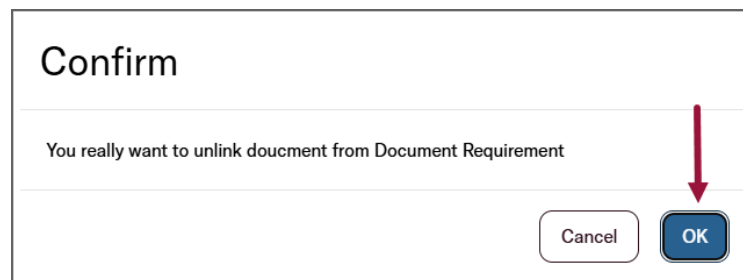 Confirm
You really want to unlink doucment from Document Requirement
Cancel OK